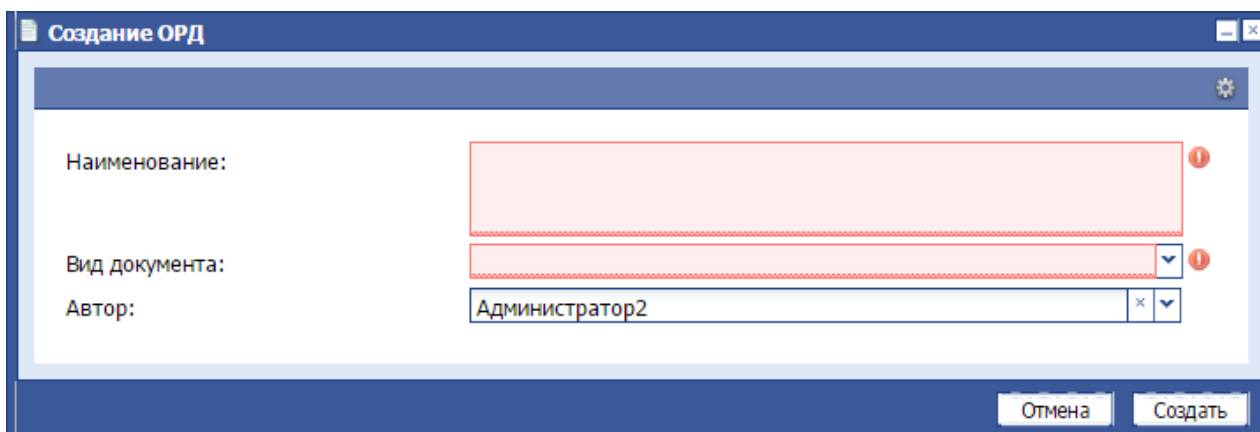 Создание ОРД
Наименование:
Вид документа:
Автор: Администратор2
Отмена Создать